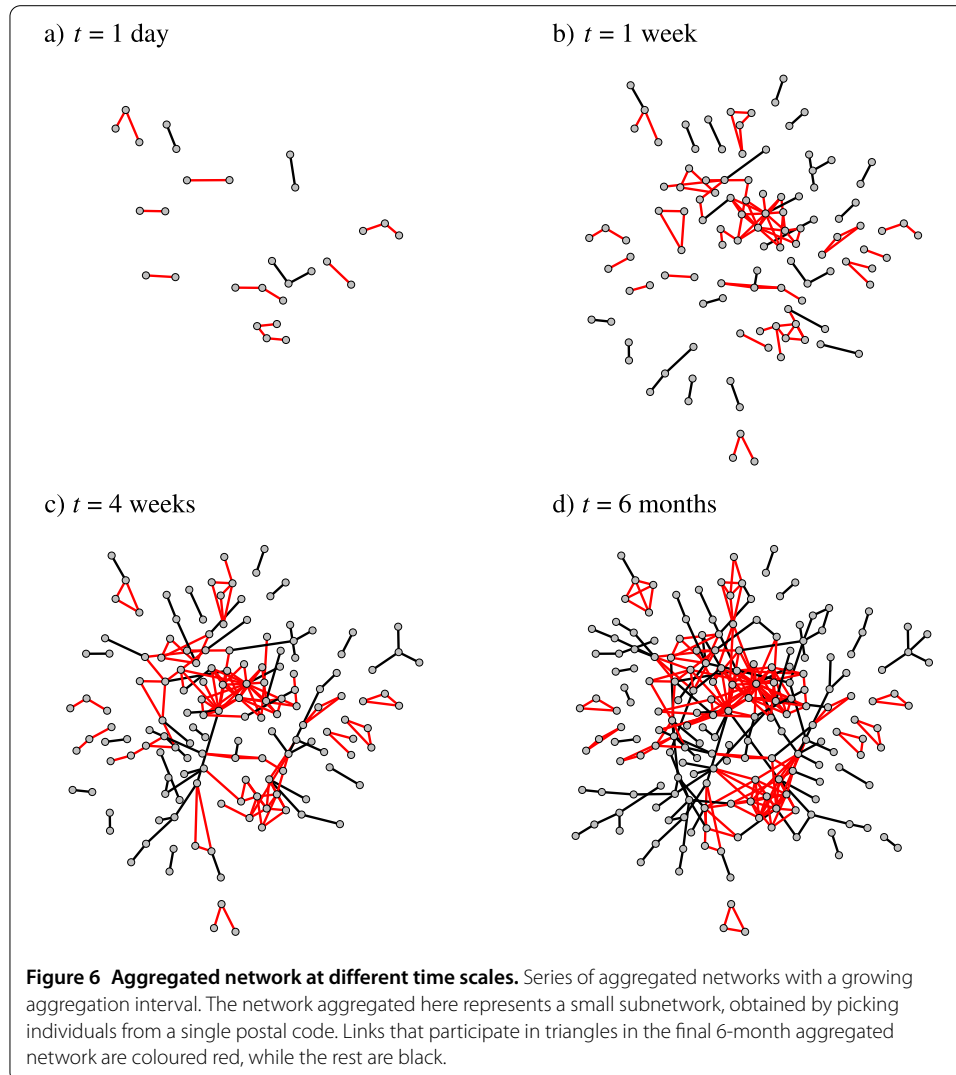 a) t = 1 day
b) t = 1 week
c) t = 4 weeks
d) t = 6 months
Figure 6 Aggregated network at different time scales. Series of aggregated networks with a growing
aggregation interval. The network aggregated here represents a small subnetwork, obtained by picking
individuals from a single postal code. Links that participate in triangles in the final 6-month aggregated
network are coloured red, while the rest are black.